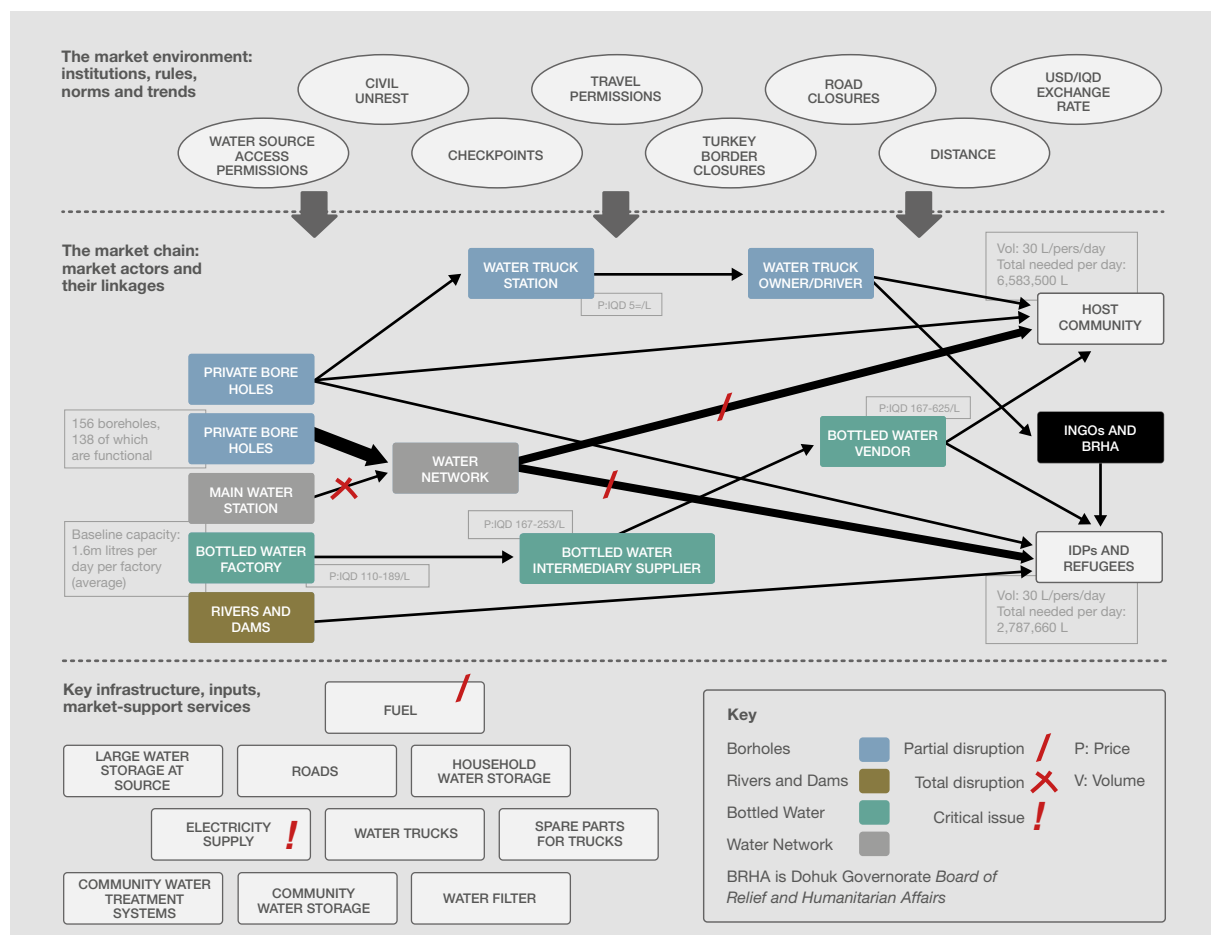 The market environment:
institutions, rules,
norms and trends
CIVIL
UNREST
TRAVEL
PERMISSIONS
ROAD
CLOSURES
USD/IQD
EXCHANGE
RATE
WATER SOURCE
ACCESS
PERMISSIONS
CHECKPOINTS
TURKEY
BORDER
CLOSURES
DISTANCE
The market chain:
market actors and
their linkages
WATER TRUCK
STATION
P:IQD 5=/L
WATER TRUCK
OWNER/DRIVER
Vol: 30 L/pers/day
Total needed per day:
6,583,500 L
HOST
COMMUNITY
PRIVATE BORE
HOLES
156 boreholes,
138 of which
are functional
PRIVATE BORE
HOLES
WATER
NETWORK
P:IQD 167-625/L
BOTTLED WATER
VENDOR
INGOs AND
BRHA
MAIN WATER
STATION
Baseline capacity:
1.6m litres per
day per factory
(average)
BOTTLED WATER
FACTORY
P:IQD 110-189/L
P:IQD 167-253/L
BOTTLED WATER
INTERMEDIARY SUPPLIER
IDPs AND
REFUGEES
Vol: 30 L/pers/day
Total needed per day:
2,787,660 L
RIVERS AND
DAMS
Key infrastructure, inputs,
market-support services
FUEL
LARGE WATER
STORAGE AT
SOURCE
ROADS
HOUSEHOLD
WATER STORAGE
ELECTRICITY
SUPPLY
!
WATER TRUCKS
SPARE PARTS
FOR TRUCKS
COMMUNITY WATER
TREATMENT
SYSTEMS
COMMUNITY
WATER STORAGE
WATER FILTER
Key
Borholes
Partial disruption
P: Price
Rivers and Dams
Total disruption
V: Volume
Bottled Water
Critical issue !
Water Network
BRHA is Dohuk Governorate Board of
Relief and Humanitarian Affairs